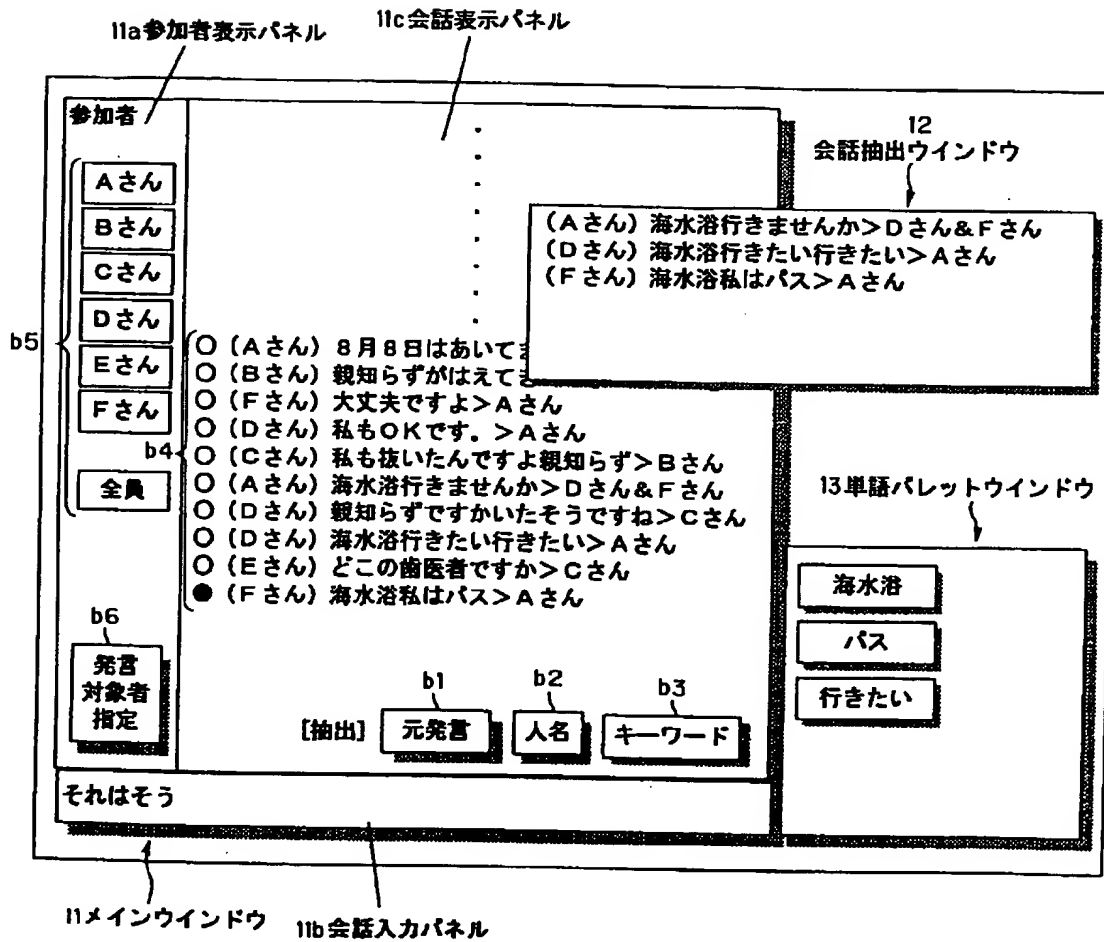 11a参加者表示パネル
11c会話表示パネル
参加者
12
会話抽出ウインドウ
Aさん
Bさん
Cさん
Dさん
Eさん
Fさん
全員
b5
(Aさん)海水浴行きませんか>Dさん&Fさん
(Dさん)海水浴行きたい行きたい>Aさん
(Fさん)海水浴私はパス>Aさん
b4
○(Aさん)8月8日はあいて
○(Bさん)親知らずがはえて
○(Fさん)大丈夫ですよ>Aさん
○(Dさん)私もOKです。>Aさん
○(Cさん)私も抜いたんですよ親知らず>Bさん
○(Aさん)海水浴行きませんか>Dさん&Fさん
○(Dさん)親知らずですかいたそうですね>Cさん
○(Dさん)海水浴行きたい行きたい>Aさん
○(Eさん)どこの歯医者ですか>Cさん
●(Fさん)海水浴私はパス>Aさん
13単語パレットウインドウ
海水浴
パス
行きたい
b6
発言
対象者
指定
b1
b2
b3
[抽出]
元発言
人名
キーワード
それはそう
11メインウインドウ
11b会話入力パネル